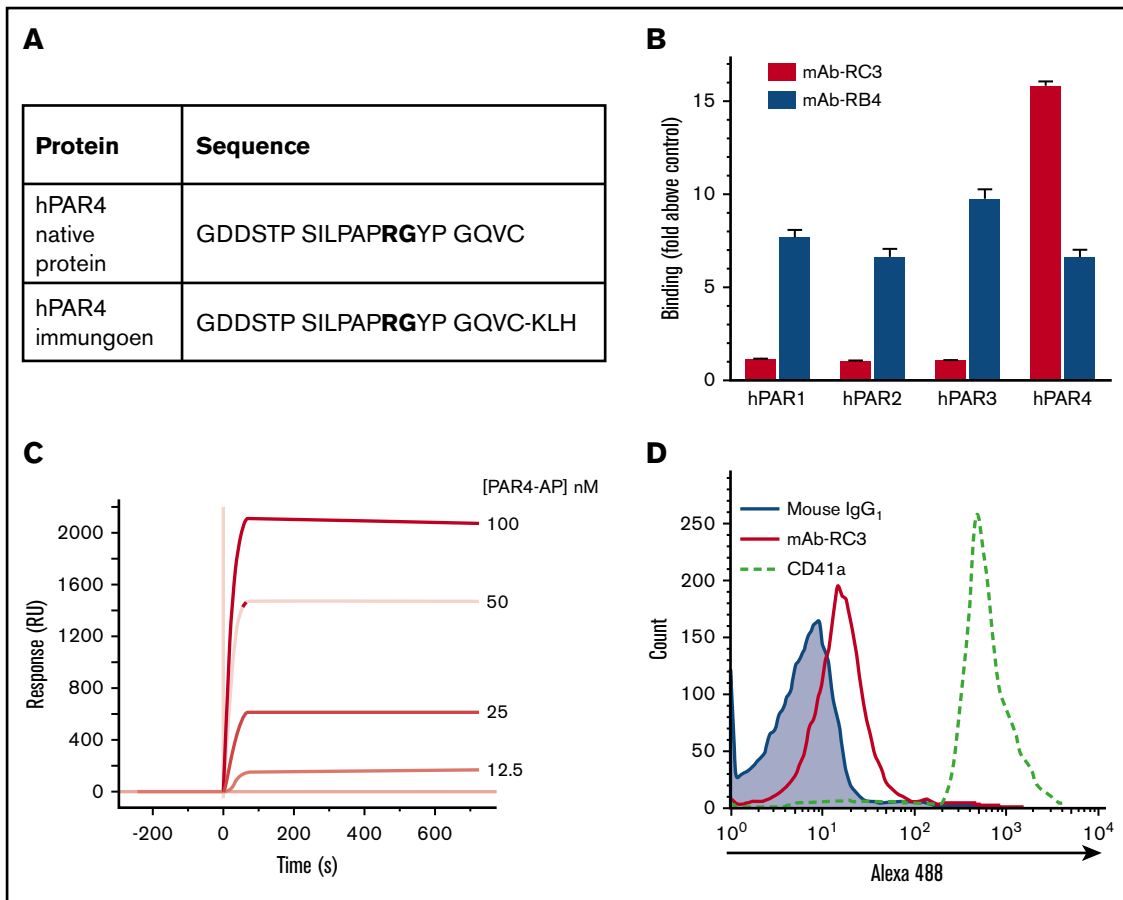 A
Protein
Sequence
hPAR4
native
protein
GDDSTP SILPAPRGYP GQVC
hPAR4
immungoen
GDDSTP SILPAPRGYP GQVC-KLH
B
mAb-RC3
mAb-RB4
Binding (fold above control)
15
10
5
0
hPAR1 hPAR2 hPAR3 hPAR4
C
[PAR4-AP] nM
100
50
25
12.5
Response (RU)
2000
1600
1200
800
400
0
-200 0 200 400 600
Time (s)
D
Mouse IgG1
mAb-RC3
CD41a
Count
250
200
150
100
50
0
10^0 10^1 10^2 10^3 10^4
Alexa 488